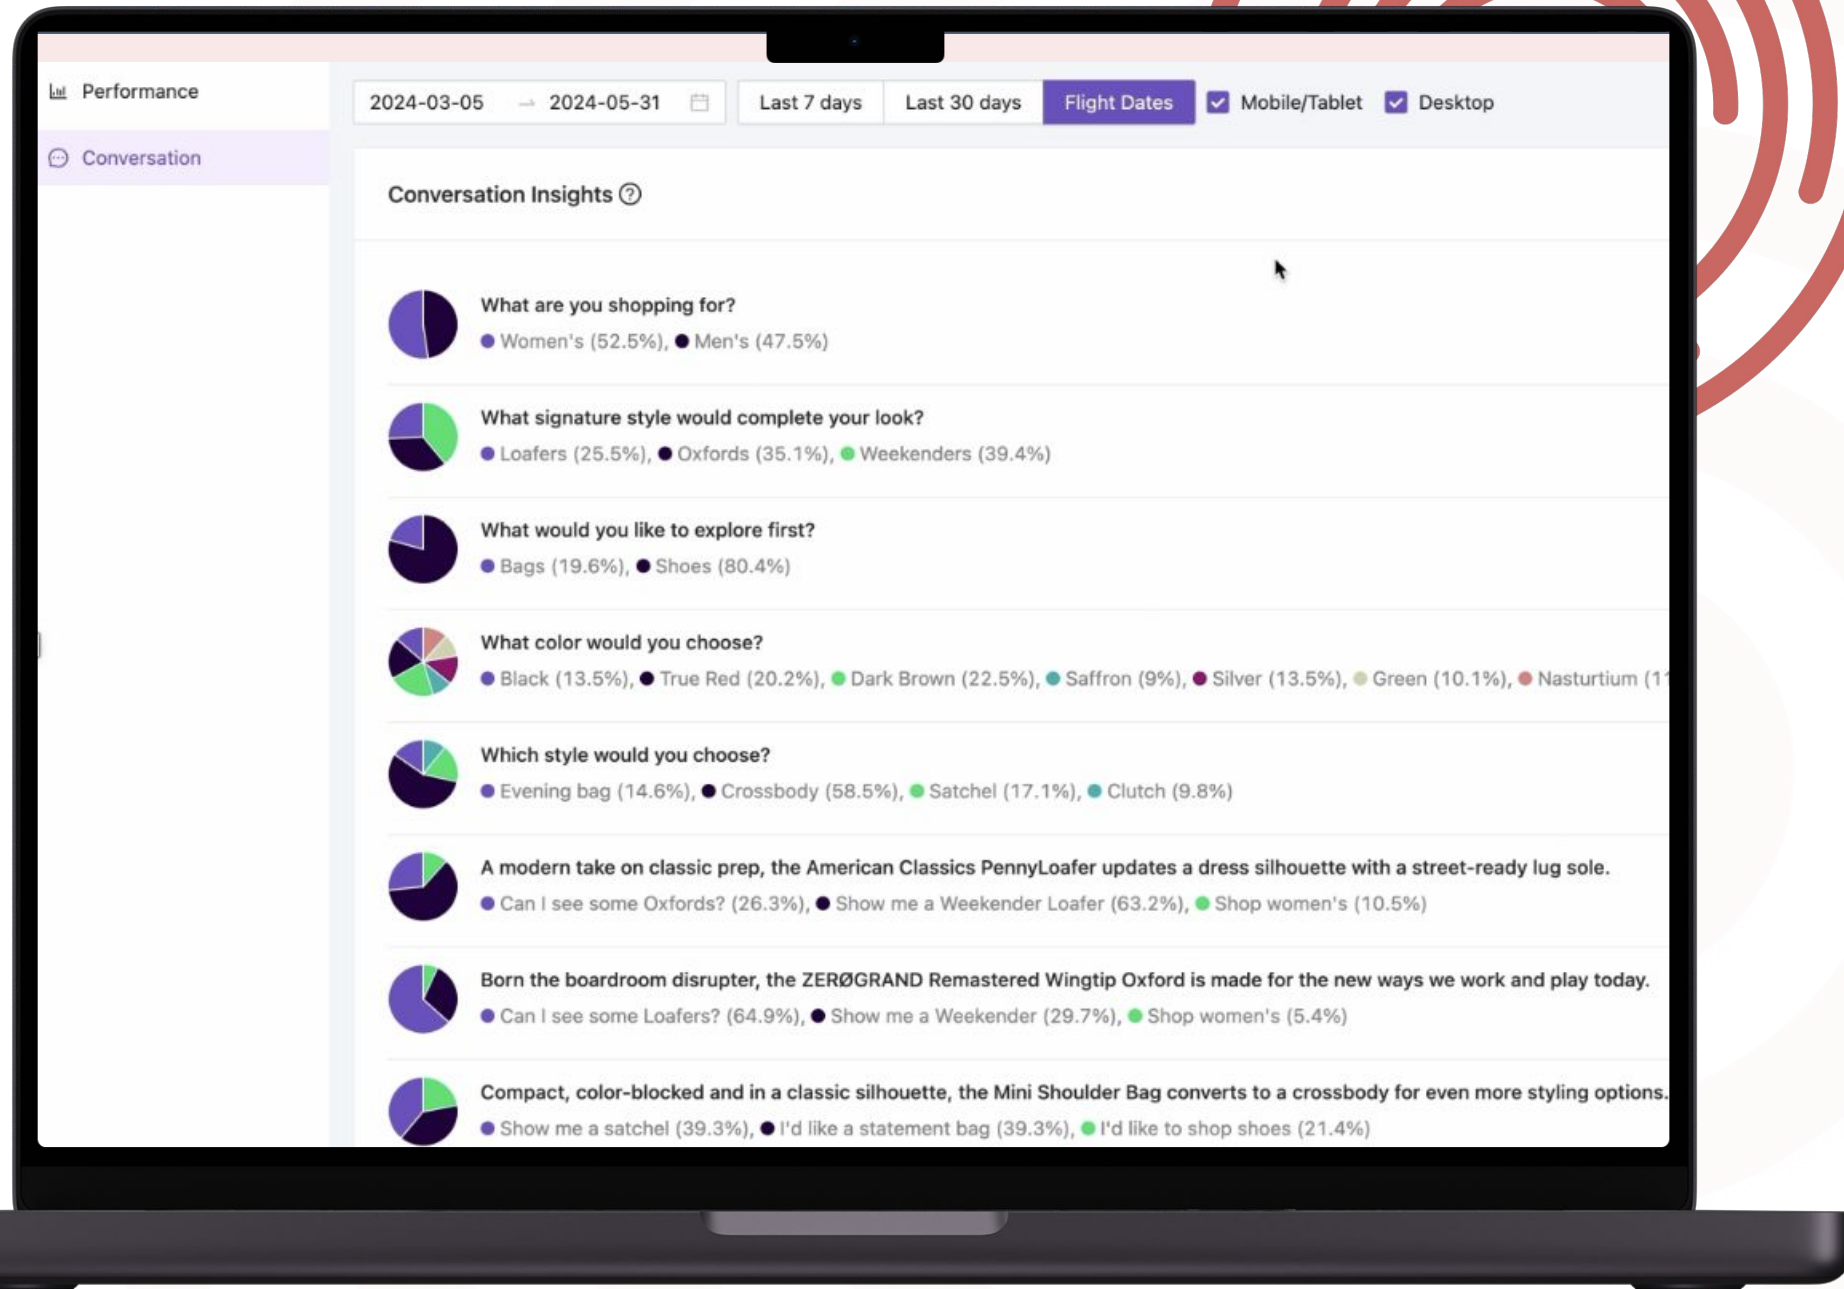 Performance
Conversation
2024-03-05 → 2024-05-31
Last 7 days
Last 30 days
Flight Dates
Mobile/Tablet
Desktop
Conversation Insights ?
What are you shopping for?
Women's (52.5%), Men's (47.5%)
What signature style would complete your look?
Loafers (25.5%), Oxfords (35.1%), Weekenders (39.4%)
What would you like to explore first?
Bags (19.6%), Shoes (80.4%)
What color would you choose?
Black (13.5%), True Red (20.2%), Dark Brown (22.5%), Saffron (9%), Silver (13.5%), Green (10.1%), Nasturtium
Which style would you choose?
Evening bag (14.6%), Crossbody (58.5%), Satchel (17.1%), Clutch (9.8%)
A modern take on classic prep, the American Classics PennyLoafer updates a dress silhouette with a street-ready lug sole.
Can I see some Oxfords? (26.3%), Show me a Weekender Loafer (63.2%), Shop women's (10.5%)
Born the boardroom disrupter, the ZERØGRAND Remastered Wingtip Oxford is made for the new ways we work and play today.
Can I see some Loafers? (64.9%), Show me a Weekender (29.7%), Shop women's (5.4%)
Compact, color-blocked and in a classic silhouette, the Mini Shoulder Bag converts to a crossbody for even more styling options.
Show me a satchel (39.3%), I'd like a statement bag (39.3%), I'd like to shop shoes (21.4%)